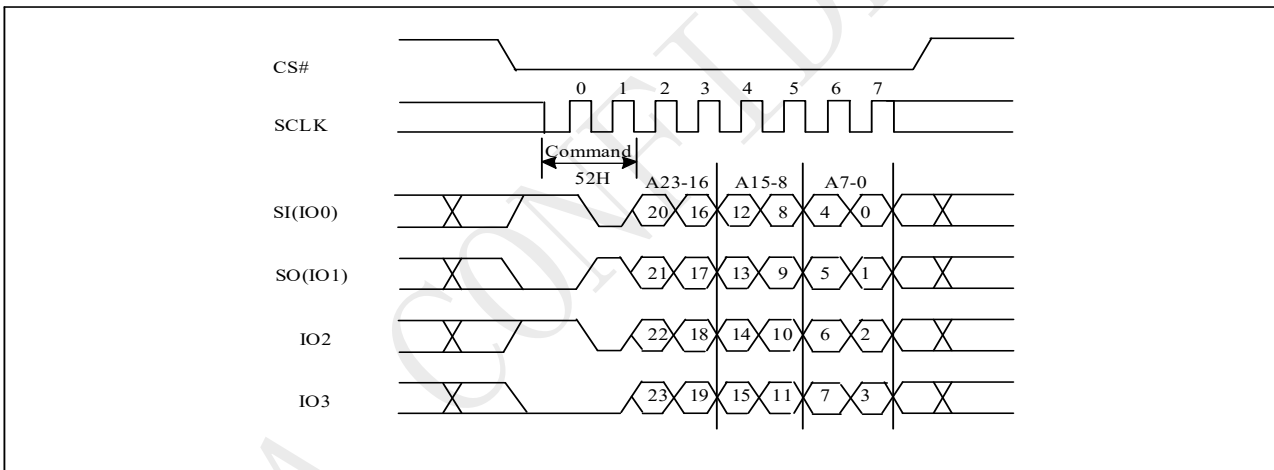 CS#
0 1 2 3 4 5 6 7
SCLK
Command
52H
A23-16 A15-8 A7-0
SI(IO0) 20 16 12 8 4 0
SO(IO1) 21 17 13 9 5 1
IO2 22 18 14 10 6 2
IO3 23 19 15 11 7 3